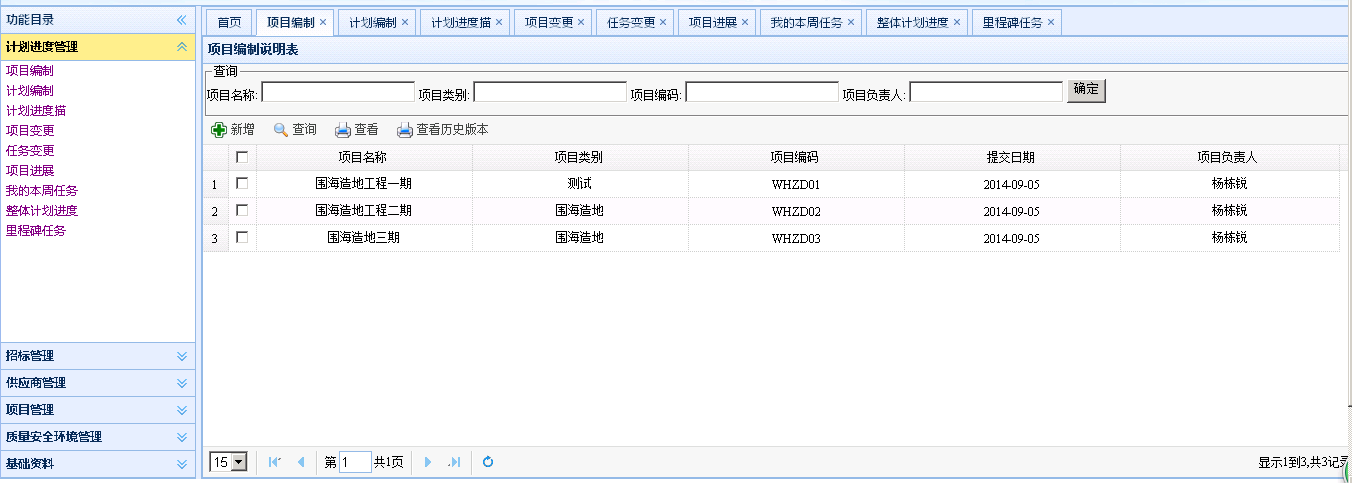 功能目录
计划进度管理
项目编制
计划编制
计划进度描
项目变更
任务变更
项目进展
我的本周任务
整体计划进度
里程碑任务
招标管理
供应商管理
项目管理
质量安全环境管理
基础资料
首页 项目编制 计划编制 计划进度描 项目变更 任务变更 项目进展 我的本周任务 整体计划进度 里程碑任务
项目编制说明表
查询
项目名称: 项目类别: 项目编码: 项目负责人: 确定
新增 查询 查看 查看历史版本
项目名称 项目类别 项目编码 提交日期 项目负责人
1 围海造地工程一期 测试 WHZD01 2014-09-05 杨栋锐
2 围海造地工程二期 围海造地 WHZD02 2014-09-05 杨栋锐
3 围海造地三期 围海造地 WHZD03 2014-09-05 杨栋锐
15 第 1 共1页 显示1到3,共3记录